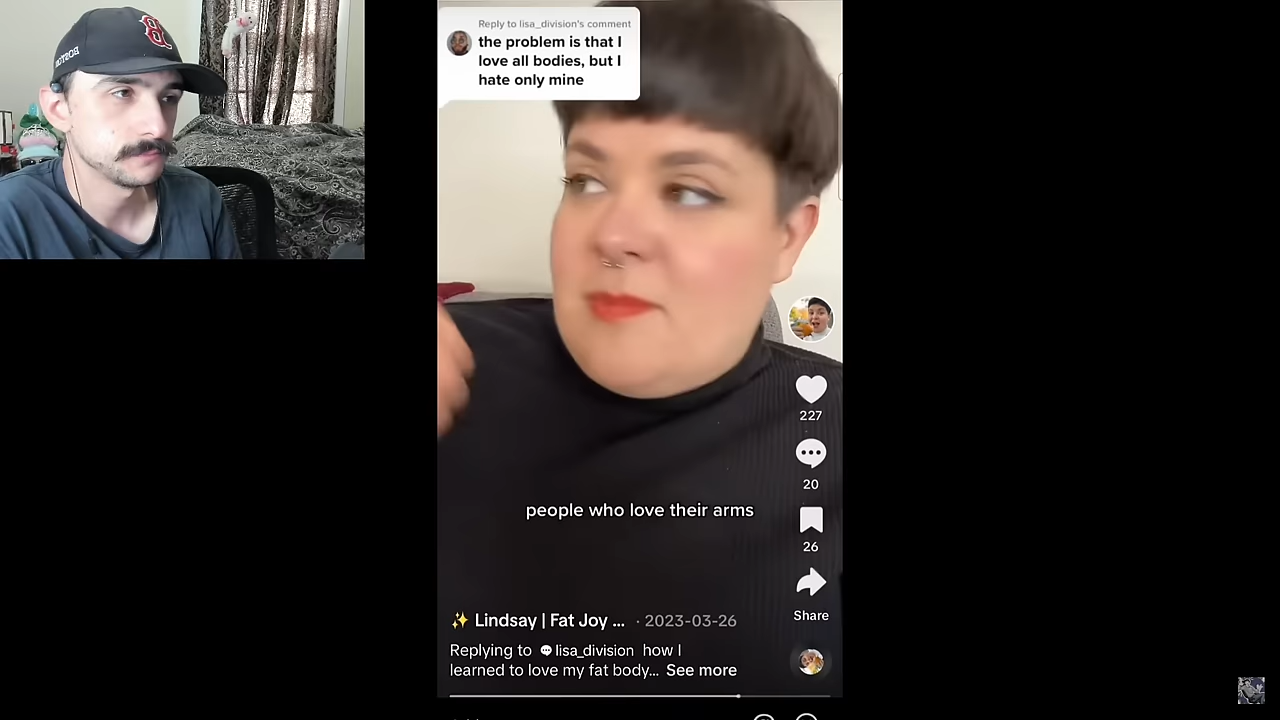 Reply to lisa_division's comment
the problem is that I
love all bodies, but I
hate only mine
BOSTON
B
227
20
people who love their arms
26
Share
✨ Lindsay | Fat Joy ... · 2023-03-26
Replying to 💬lisa_division how I
learned to love my fat body... See more